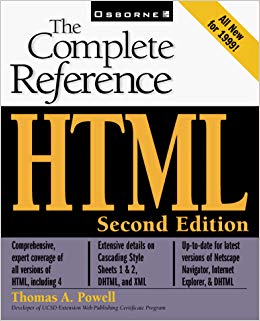 OSBORNE
All New
for 1999!
The
Complete
Reference
HTML
Second Edition
Comprehensive,
expert coverage of
all versions of
HTML, including 4
Extensive details on
Cascading Style
Sheets 1 & 2,
DHTML, and XML
Up-to-date for latest
versions of Netscape
Navigator, Internet
Explorer, & DHTML
Thomas A. Powell
Developer of UCSD Extension Web Publishing Certificate Program